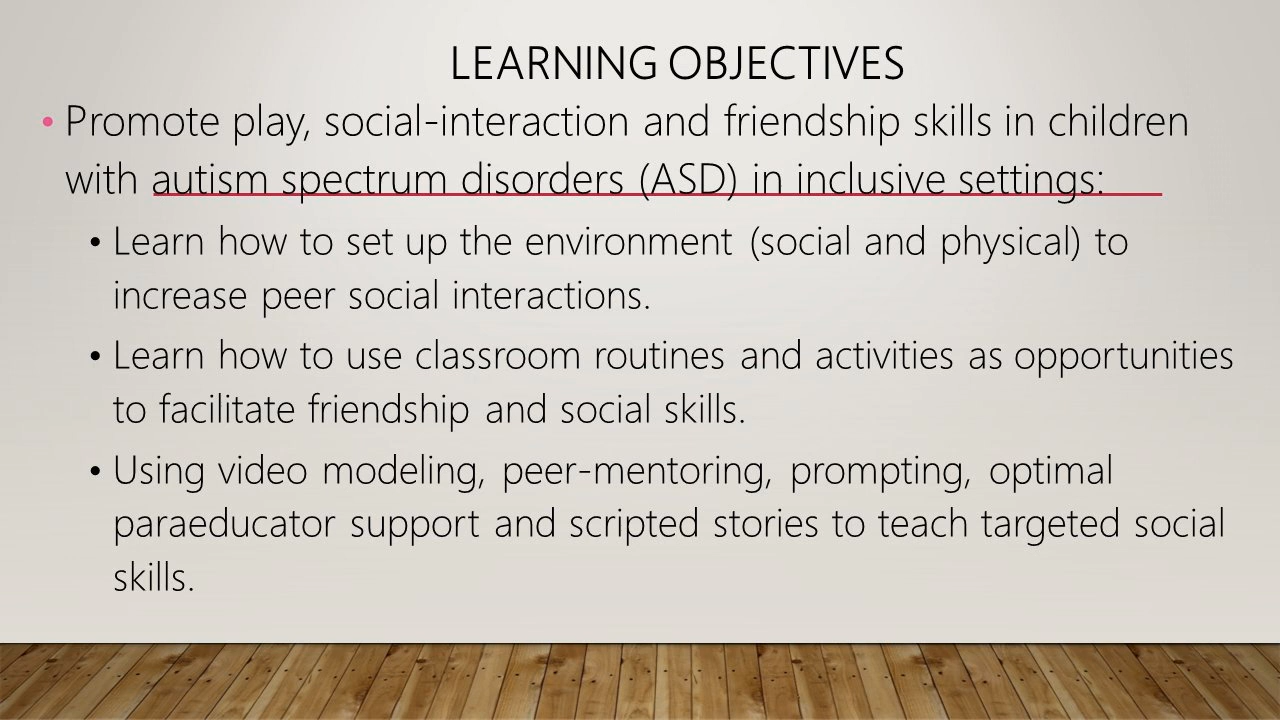 LEARNING OBJECTIVES
• Promote play, social-interaction and friendship skills in children
with autism spectrum disorders (ASD) in inclusive settings:
• Learn how to set up the environment (social and physical) to
increase peer social interactions.
• Learn how to use classroom routines and activities as opportunities
to facilitate friendship and social skills.
• Using video modeling, peer-mentoring, prompting, optimal
paraeducator support and scripted stories to teach targeted social
skills.